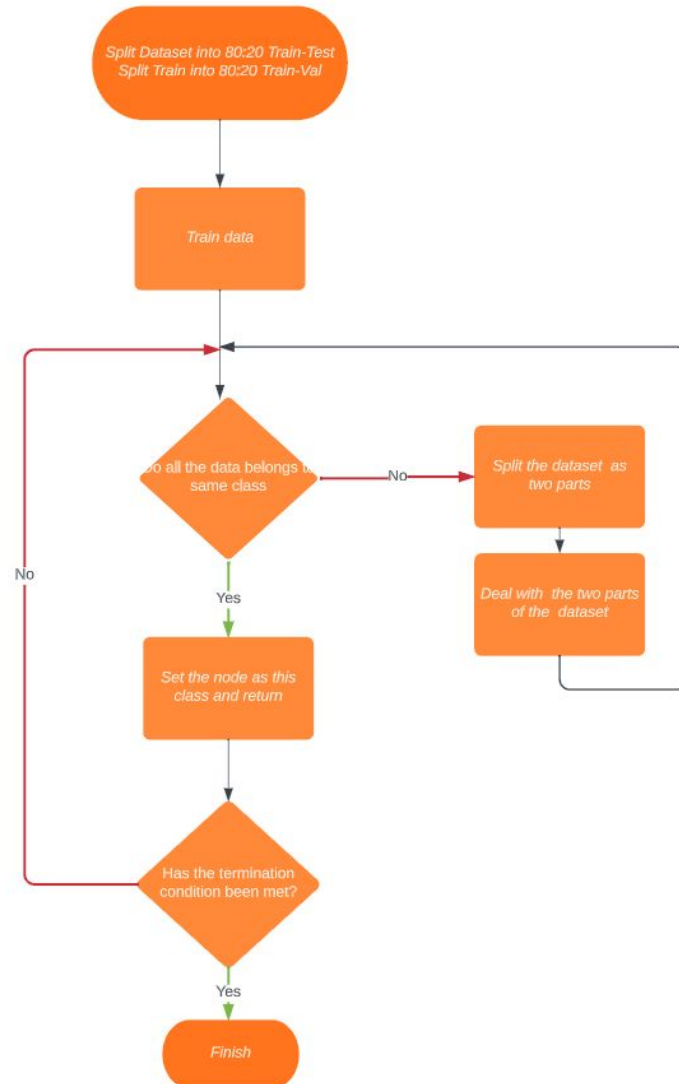 Split Dataset into 80:20 Train-Test
Split Train into 80:20 Train-Val
Train data
Do all the data belongs to
same class
No
Split the dataset as
two parts
Deal with the two parts
of the dataset
Yes
Set the node as this
class and return
No
Has the termination
condition been met?
Yes
Finish